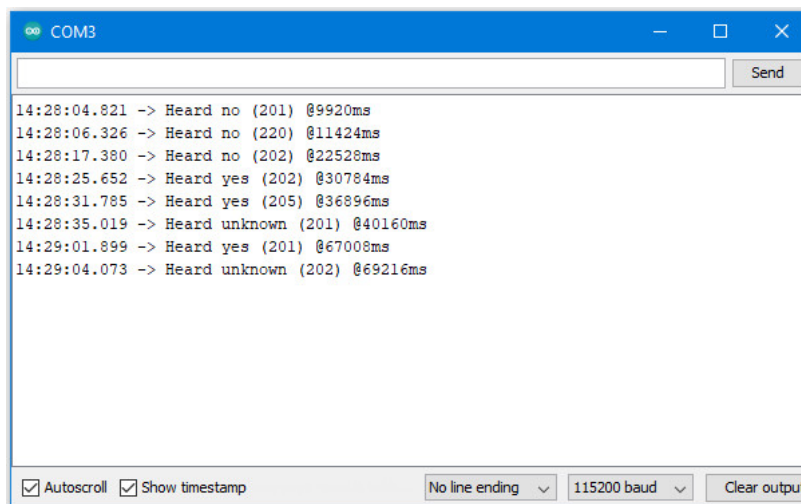 COM3
Send
14:28:04.821 -> Heard no (201) @9920ms
14:28:06.326 -> Heard no (220) @11424ms
14:28:17.380 -> Heard no (202) @22528ms
14:28:25.652 -> Heard yes (202) @30784ms
14:28:31.785 -> Heard yes (205) @36896ms
14:28:35.019 -> Heard unknown (201) @40160ms
14:29:01.899 -> Heard yes (201) @67008ms
14:29:04.073 -> Heard unknown (202) @69216ms
Autoscroll Show timestamp No line ending 115200 baud Clear output